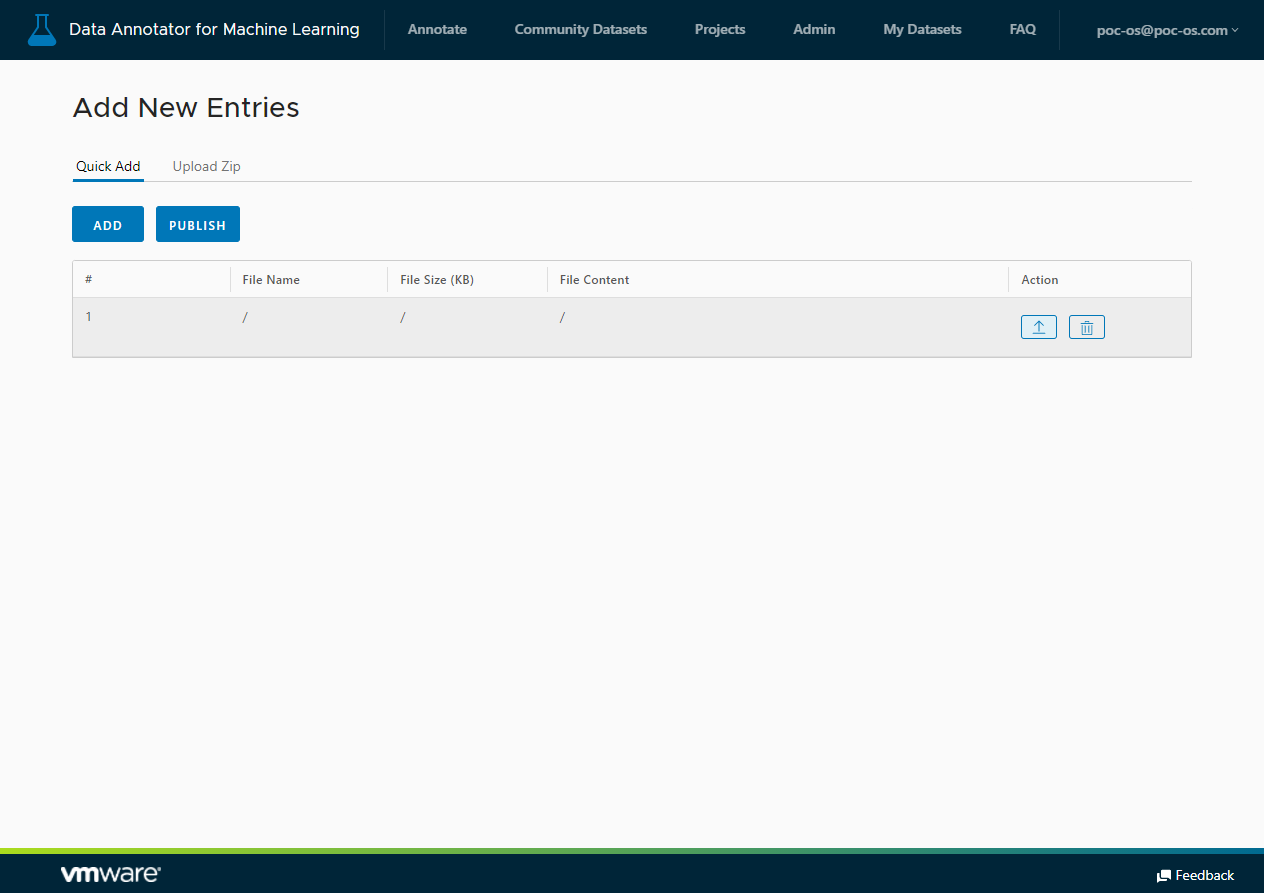 Data Annotator for Machine Learning Annotate Community Datasets Projects Admin My Datasets FAQ poc-os@poc-os.com
Add New Entries
Quick Add Upload Zip
ADD PUBLISH
# File Name File Size (KB) File Content Action
1 / / /
vmware Feedback